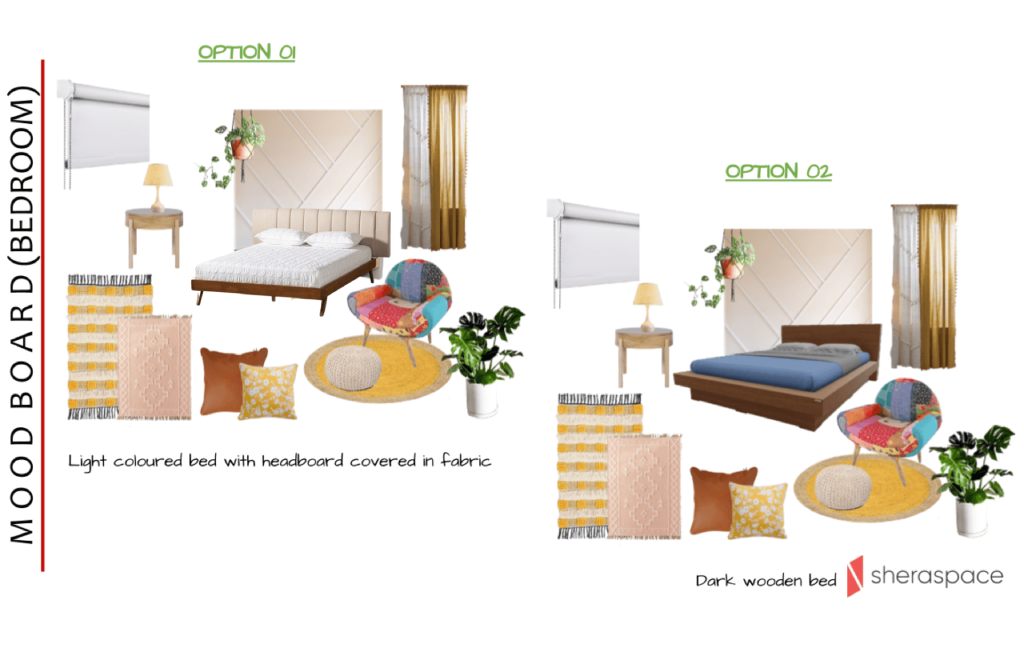 MOOD BOARD(BEDROOM)
OPTION 01
Light coloured bed with headboard covered in fabric
OPTION 02
Dark wooden bed
sheraspace